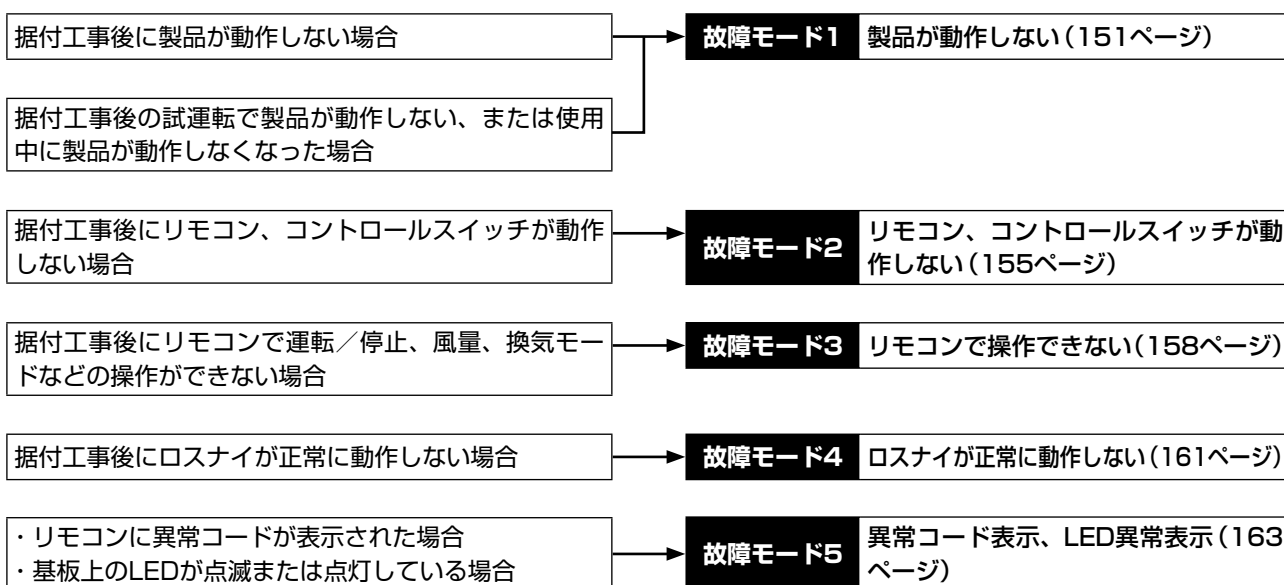 据付工事後に製品が動作しない場合
故障モード1
製品が動作しない(151ページ)
据付工事後の試運転で製品が動作しない、または使用
中に製品が動作しなくなった場合
据付工事後にリモコン、コントロールスイッチが動作
しない場合
故障モード2
リモコン、コントロールスイッチが動
作しない(155ページ)
据付工事後にリモコンで運転／停止、風量、換気モー
ドなどの操作ができない場合
故障モード3
リモコンで操作できない(158ページ)
据付工事後にロスナイが正常に動作しない場合
故障モード4
ロスナイが正常に動作しない(161ページ)
・リモコンに異常コードが表示された場合
・基板上のLEDが点滅または点灯している場合
故障モード5
異常コード表示、LED異常表示(163
ページ)